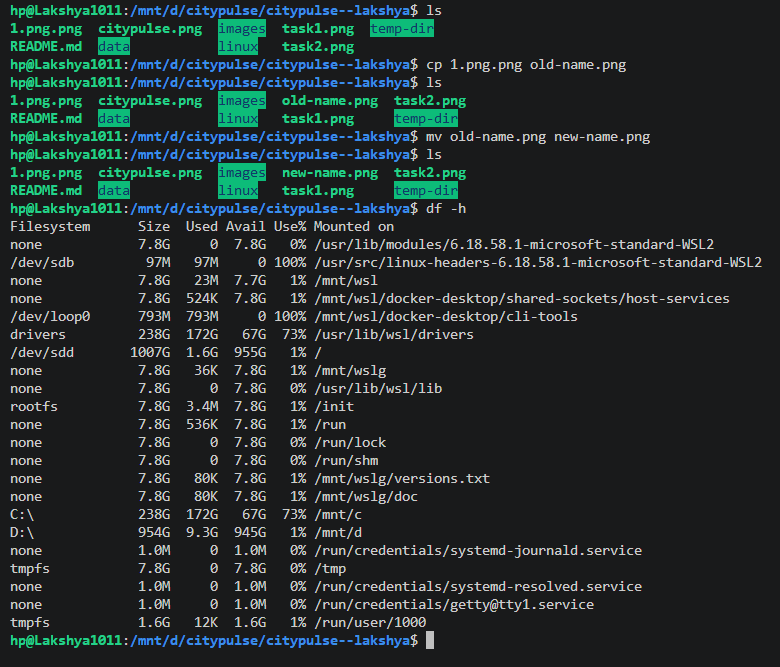 hp@Lakshya1011:/mnt/d/citypulse/citypulse--lakshya$ ls
1.png.png  citypulse.png  images  task1.png  temp-dir
README.md  data           linux   task2.png
hp@Lakshya1011:/mnt/d/citypulse/citypulse--lakshya$ cp 1.png.png old-name.png
hp@Lakshya1011:/mnt/d/citypulse/citypulse--lakshya$ ls
1.png.png  citypulse.png  images  old-name.png  task2.png
README.md  data           linux   task1.png     temp-dir
hp@Lakshya1011:/mnt/d/citypulse/citypulse--lakshya$ mv old-name.png new-name.png
hp@Lakshya1011:/mnt/d/citypulse/citypulse--lakshya$ ls
1.png.png  citypulse.png  images  new-name.png  task2.png
README.md  data           linux   task1.png     temp-dir
hp@Lakshya1011:/mnt/d/citypulse/citypulse--lakshya$ df -h
Filesystem      Size  Used Avail Use% Mounted on
none            7.8G     0  7.8G   0% /usr/lib/modules/6.18.58.1-microsoft-standard-WSL2
/dev/sdb         97M   97M     0 100% /usr/src/linux-headers-6.18.58.1-microsoft-standard-WSL2
none            7.8G   23M  7.7G   1% /mnt/wsl
none            7.8G  524K  7.8G   1% /mnt/wsl/docker-desktop/shared-sockets/host-services
/dev/loop0      793M  793M     0 100% /mnt/wsl/docker-desktop/cli-tools
drivers         238G  172G   67G  73% /usr/lib/wsl/drivers
/dev/sdd       1007G  1.6G  955G   1% /
none            7.8G   36K  7.8G   1% /mnt/wslg
none            7.8G     0  7.8G   0% /usr/lib/wsl/lib
rootfs          7.8G  3.4M  7.8G   1% /init
none            7.8G  536K  7.8G   1% /run
none            7.8G     0  7.8G   0% /run/lock
none            7.8G     0  7.8G   0% /run/shm
none            7.8G   80K  7.8G   1% /mnt/wslg/versions.txt
none            7.8G   80K  7.8G   1% /mnt/wslg/doc
C:\             238G  172G   67G  73% /mnt/c
D:\             954G  9.3G  945G   1% /mnt/d
none            1.0M     0  1.0M   0% /run/credentials/systemd-journald.service
tmpfs           7.8G     0  7.8G   0% /tmp
none            1.0M     0  1.0M   0% /run/credentials/systemd-resolved.service
none            1.0M     0  1.0M   0% /run/credentials/getty@tty1.service
tmpfs           1.6G   12K  1.6G   1% /run/user/1000
hp@Lakshya1011:/mnt/d/citypulse/citypulse--lakshya$